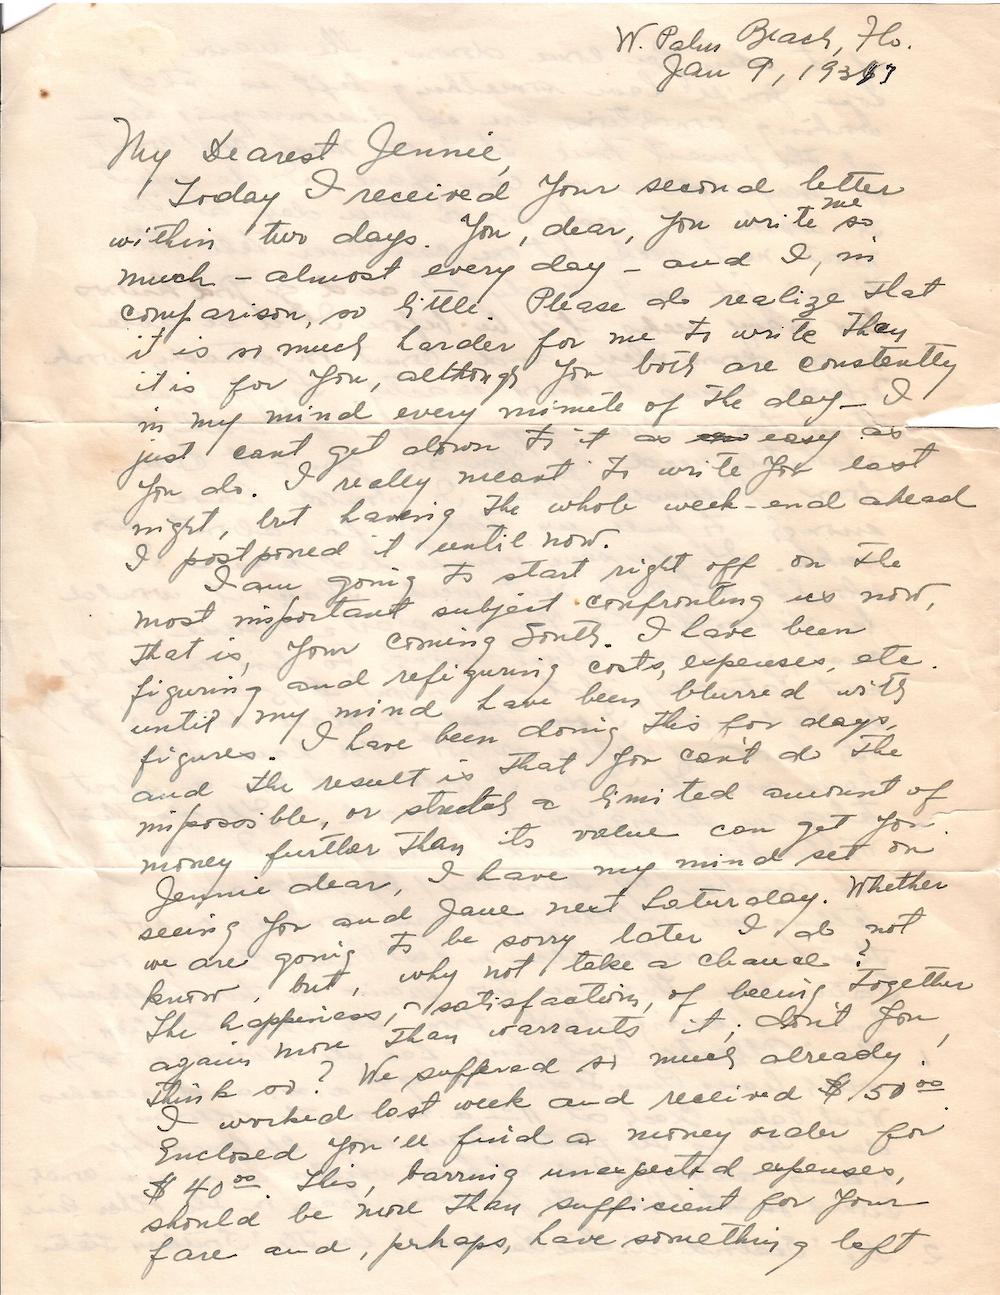 W. Palm Beach, Flo.
Jan 9, 1937
My Dearest Jennie,
Today I received your second letter
within two days. You, dear, you write me so
much – almost every day – and I, in
comparison, so little. Please do realize that
it is so much harder for me to write than
it is for you, although you both are constently
in my mind every minute of the day – I
just cant get down to it as easy as
you do. I really meant to write you last
night, but having the whole week-end ahead
I postponed it until now.
I am going to start right off on the
most important subject confronting us now,
that is, your coming South. I have been
figuring and refiguring costs, expenses, etc.
until my mind have been blurred with
figures. I have been doing this for days,
and the result is that you can't do the
impossible, or stretch a limited amount of
money further than its value can get you.
Jennie dear, I have my mind set on
seeing you and Jane next Saturday. Whether
we are going to be sorry later I do not
know, but, why not take a chance?
The happiness, satisfaction, of beeing together
again more than warrants it; don't you
think so? We suffered so much already!
I worked last week and received $50.00
Enclosed you'll find a money order for
$40.00. This, barring unexpected expenses,
should be more than sufficient for your
fare and, perhaps, have something left